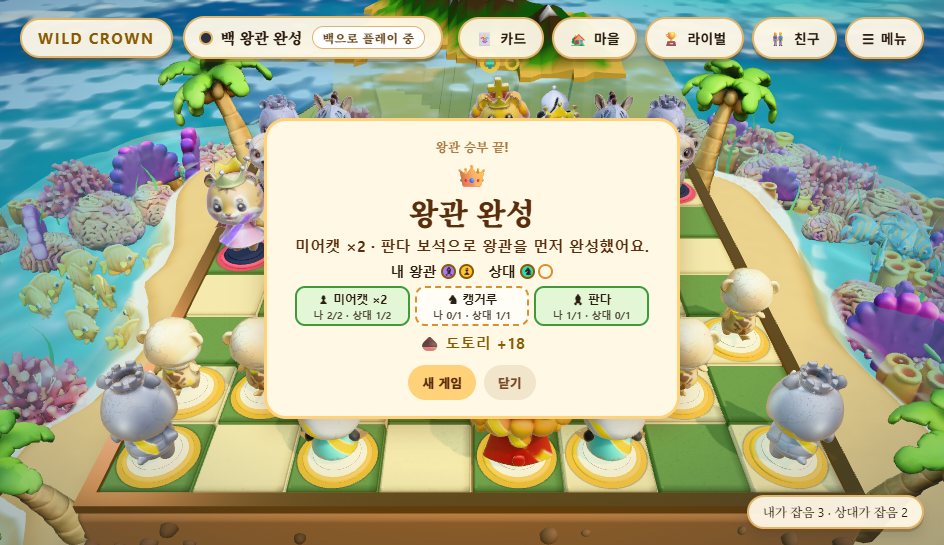 WILD CROWN
백 왕관 완성
백으로 플레이 중
카드
마을
라이벌
친구
☰ 메뉴
왕관 승부 끝!
왕관 완성
미어캣 ×2 · 판다 보석으로 왕관을 먼저 완성했어요.
내 왕관 상대
미어캣 ×2
나 2/2 · 상대 1/2
캥거루
나 0/1 · 상대 1/1
판다
나 1/1 · 상대 0/1
도토리 +18
새 게임
닫기
내가 잡음 3 · 상대가 잡음 2